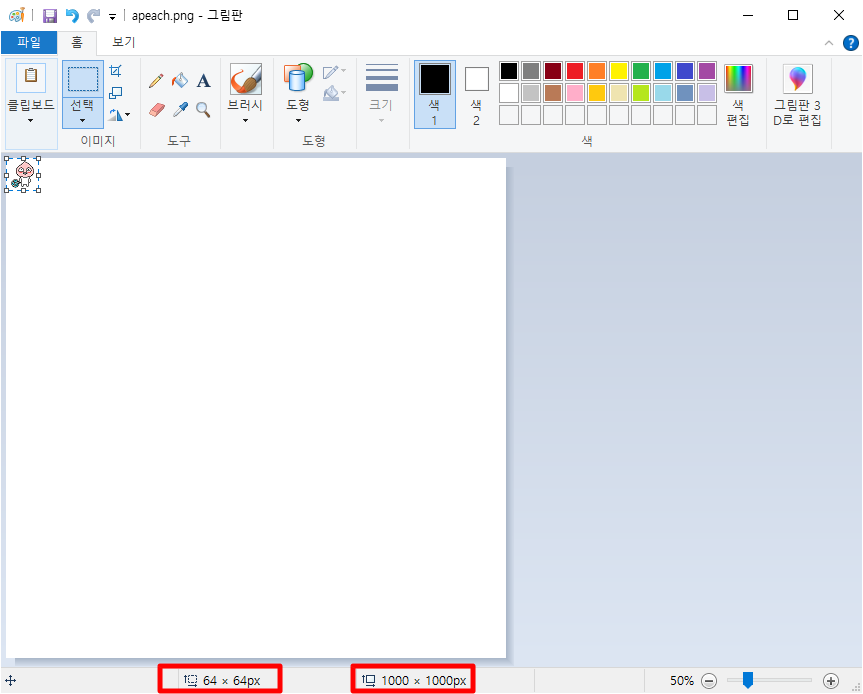 apeach.png - 그림판
파일 홈 보기
클립보드
선택
이미지
A
도구
브러시
도형
도형
크기
색
1
색
2
색
편집
색
그림판 3
D로 편집
64 × 64px
1000 × 1000px
50%